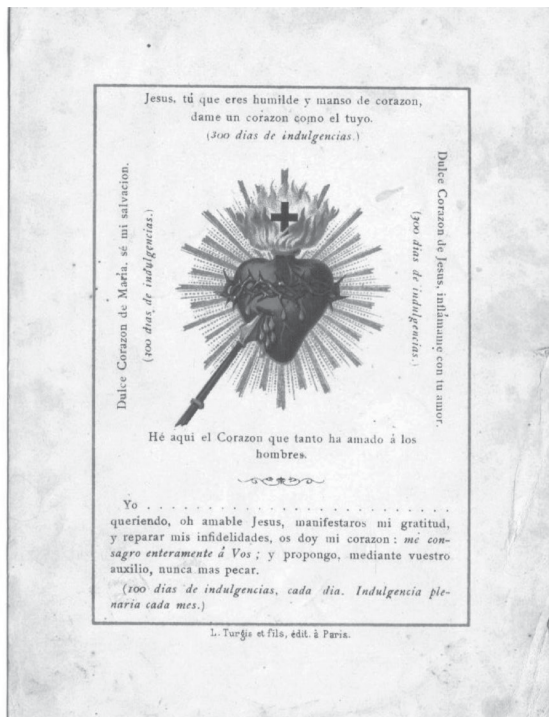 Jesus, tú que eres humilde y manso de corazon,
dame un corazon como el tuyo.
(300 dias de indulgencias.)
Dulce Corazon de Maria, sé mi salvacion.
(300 dias de indulgencias.)
Dulce Corazon de Jesus, inflámame con tu amor.
(300 dias de indulgencias.)
Hé aqui el Corazon que tanto ha amado á los
hombres.
Yo . . . . . . . . . . . . . . . . . . . . . . . . . . . . .
queriendo, oh amable Jesus, manifestaros mi gratitud,
y reparar mis infidelidades, os doy mi corazon : me con-
sagro enteramente á Vos ; y propongo, mediante vuestro
auxilio, nunca mas pecar.
(100 dias de indulgencias, cada dia. Indulgencia ple-
naria cada mes.)
L. Turgis et fils, édit. à Paris.